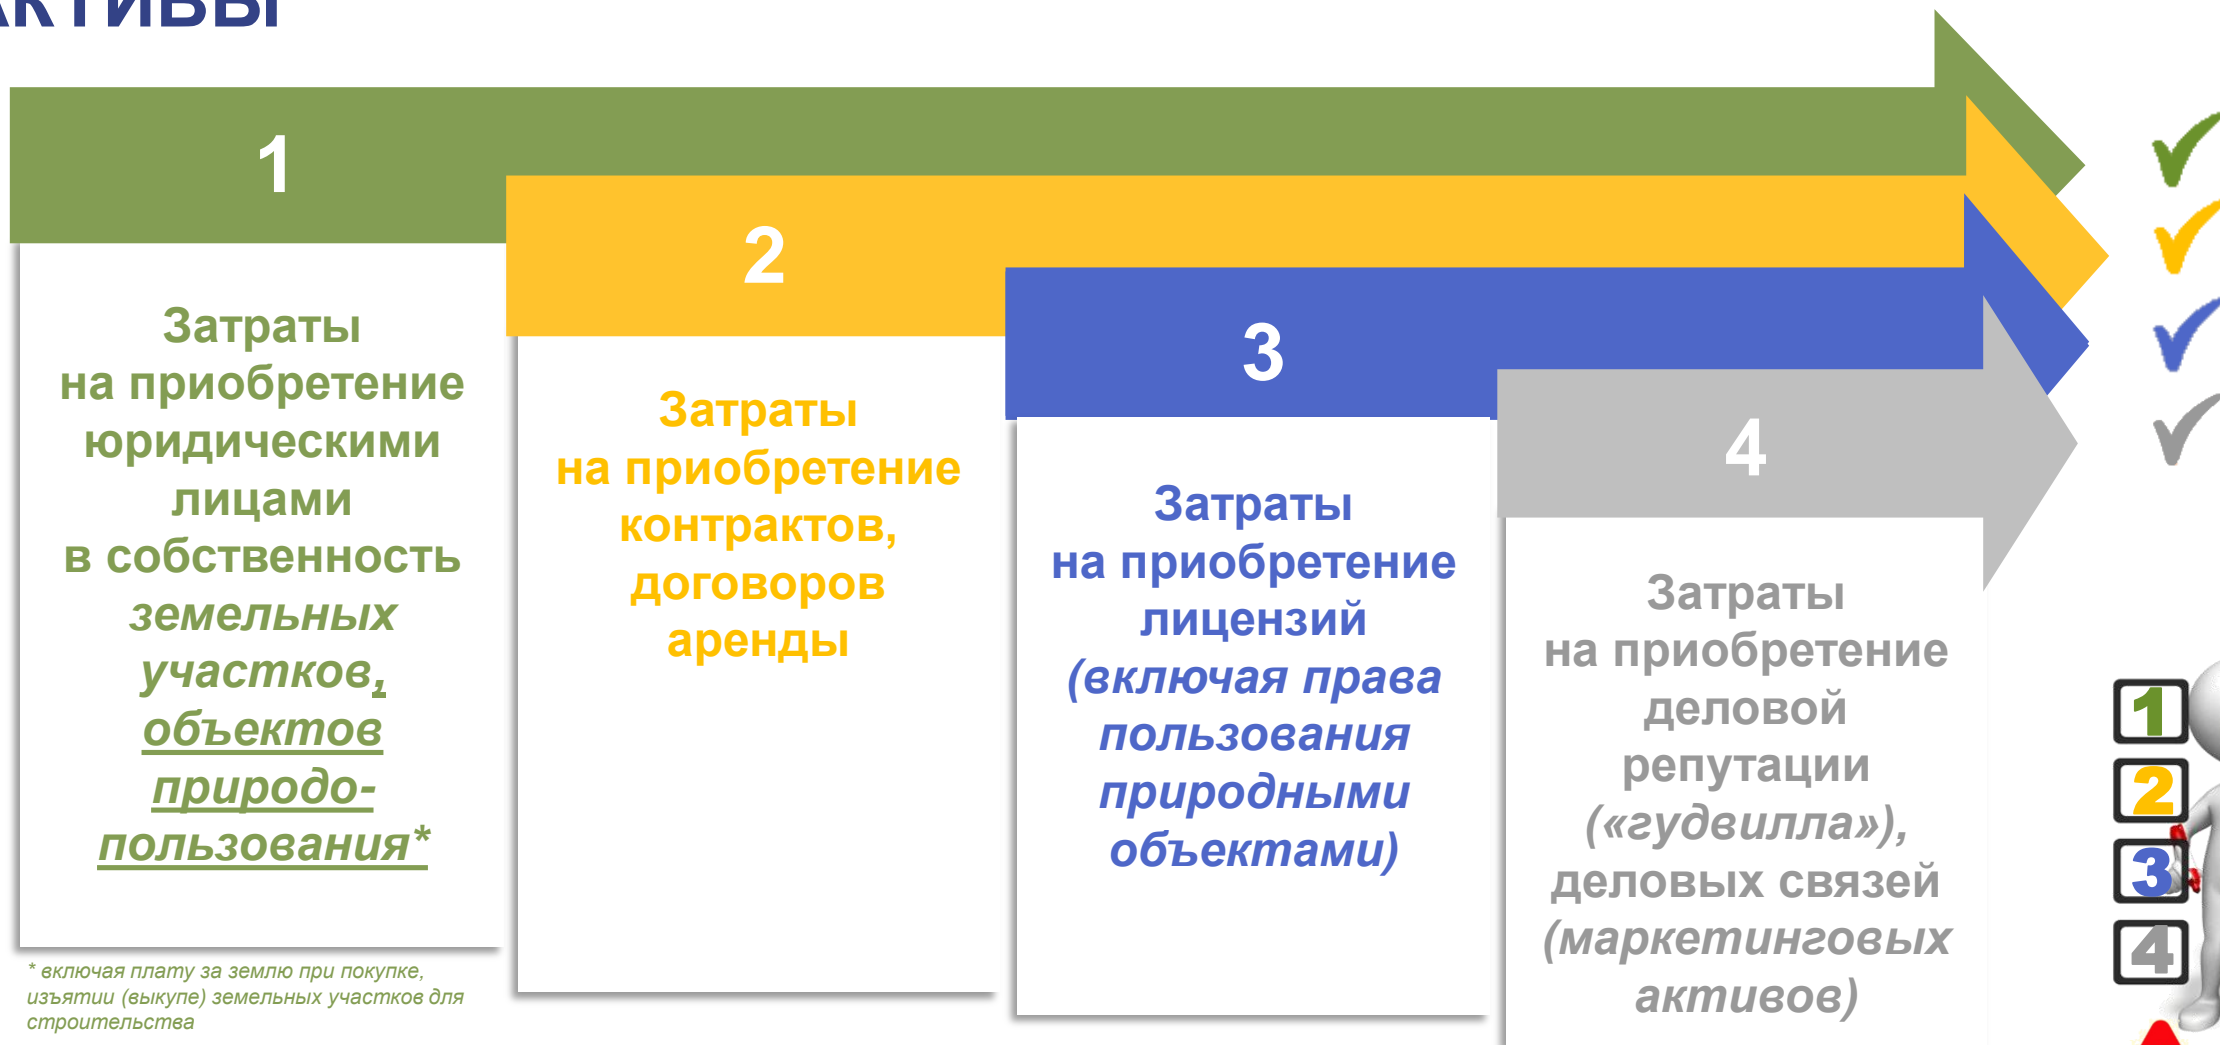 АКТИВЫ
1
Затраты
на приобретение
юридическими
лицами
в собственность
земельных
участков,
объектов
природо-
пользования*
* включая плату за землю при покупке,
изъятии (выкупе) земельных участков для
строительства
2
Затраты
на приобретение
контрактов,
договоров
аренды
3
Затраты
на приобретение
лицензий
(включая права
пользования
природными
объектами)
4
Затраты
на приобретение
деловой
репутации
(«гудвилла»),
деловых связей
(маркетинговых
активов)
1
2
3
4